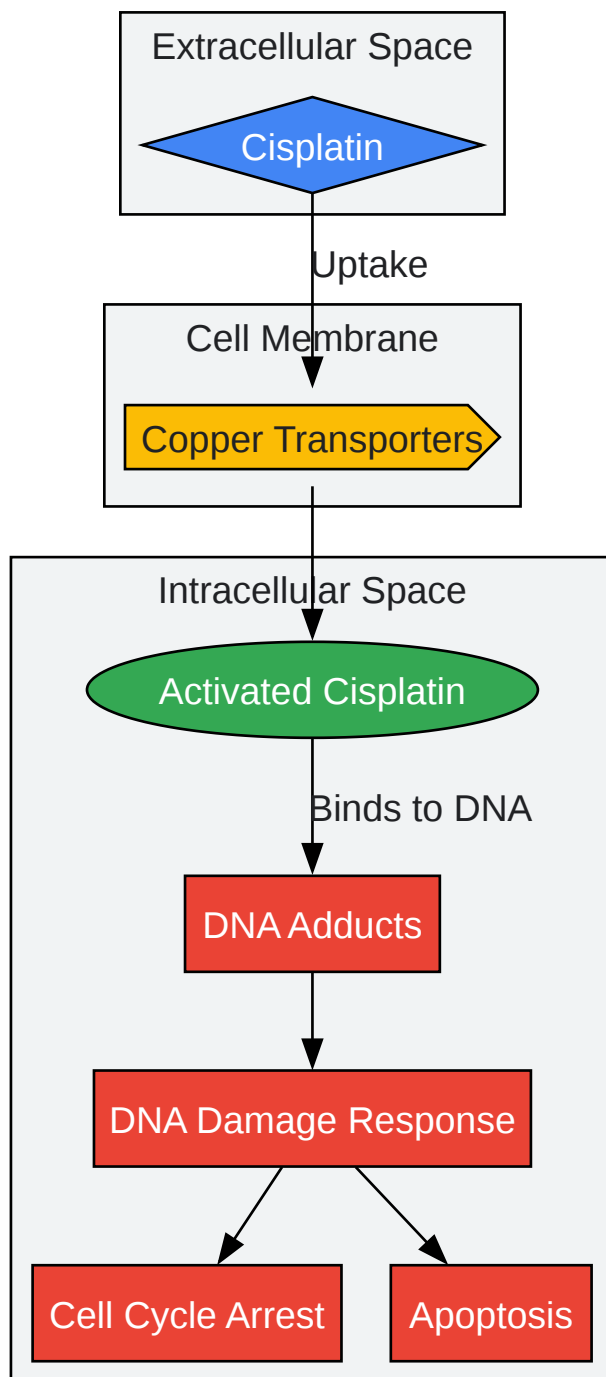 Extracellular Space
Cisplatin
Uptake
Cell Membrane
Copper Transporters
Intracellular Space
Activated Cisplatin
Binds to DNA
DNA Adducts
DNA Damage Response
Cell Cycle Arrest
Apoptosis